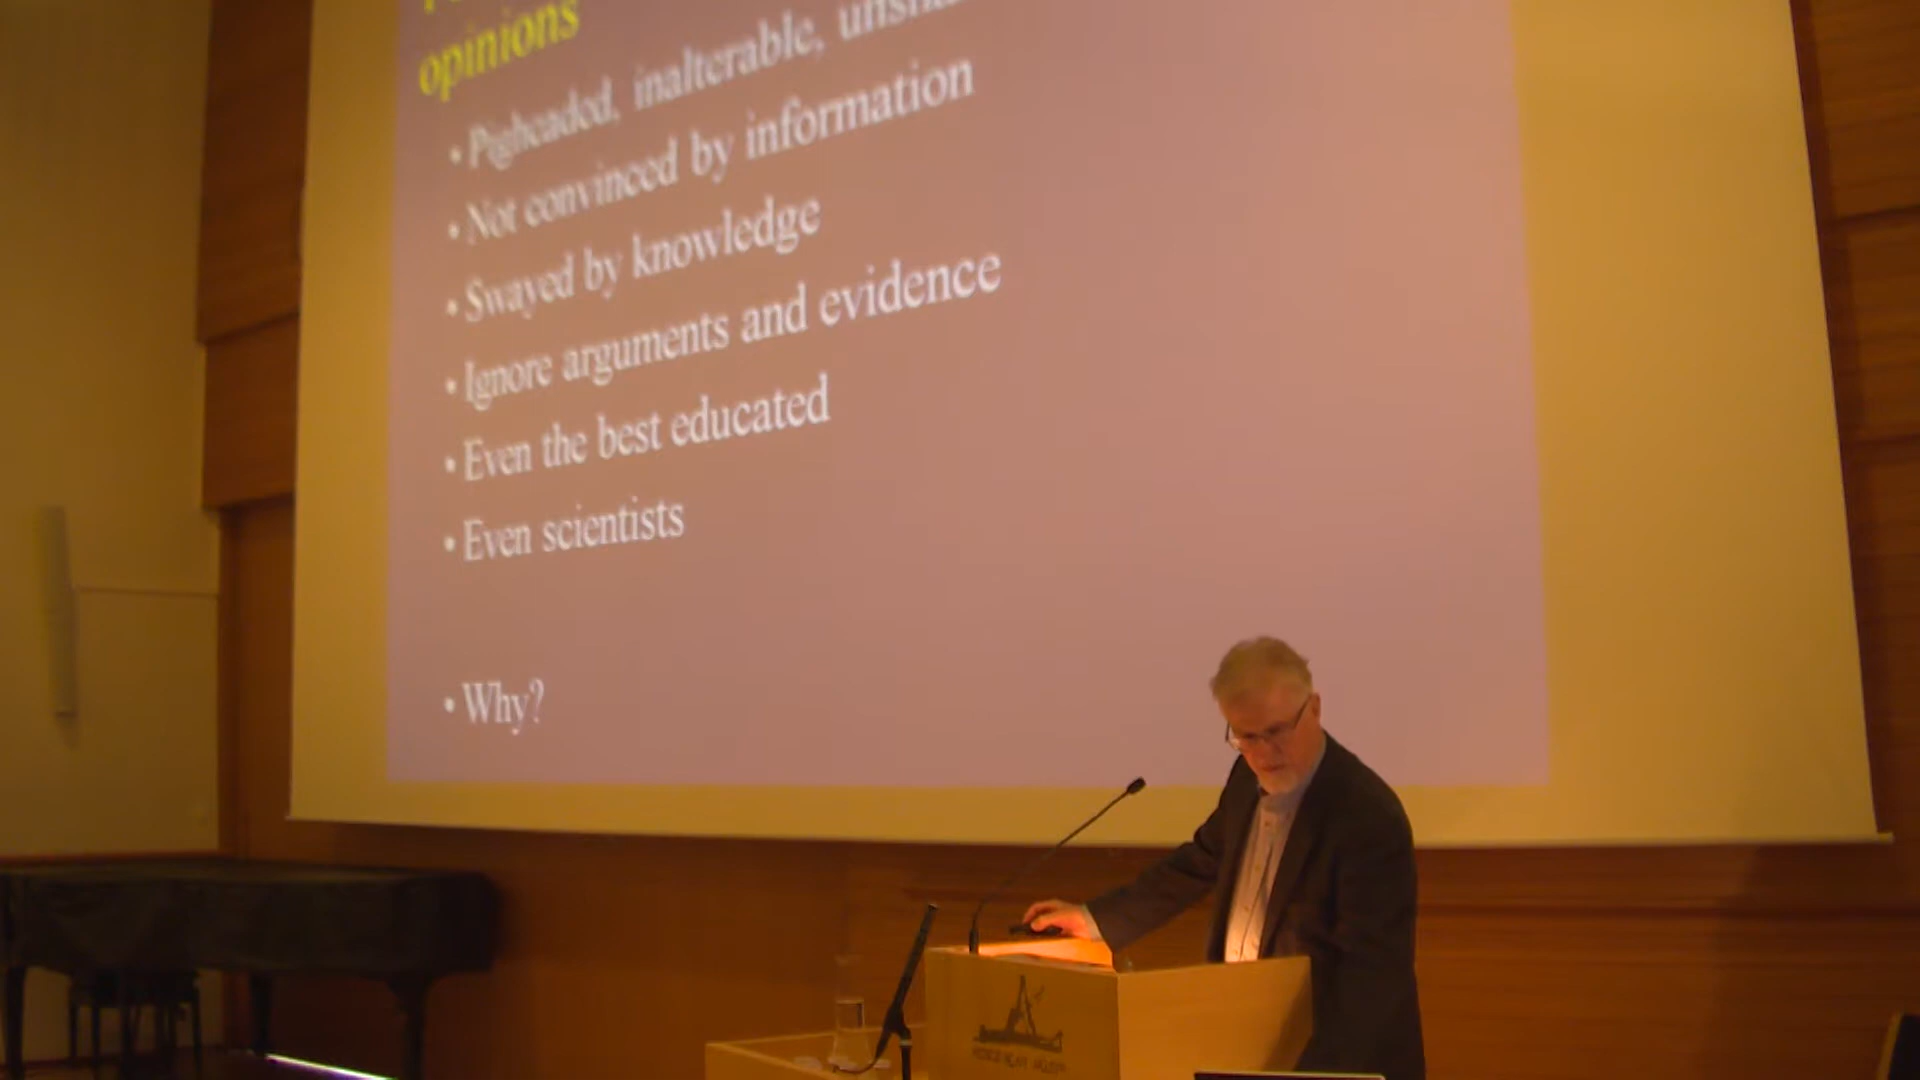 opinions
• Pigheaded, inalterable,
• Not convinced by information
• Swayed by knowledge
• Ignore arguments and evidence
• Even the best educated
• Even scientists
• Why?